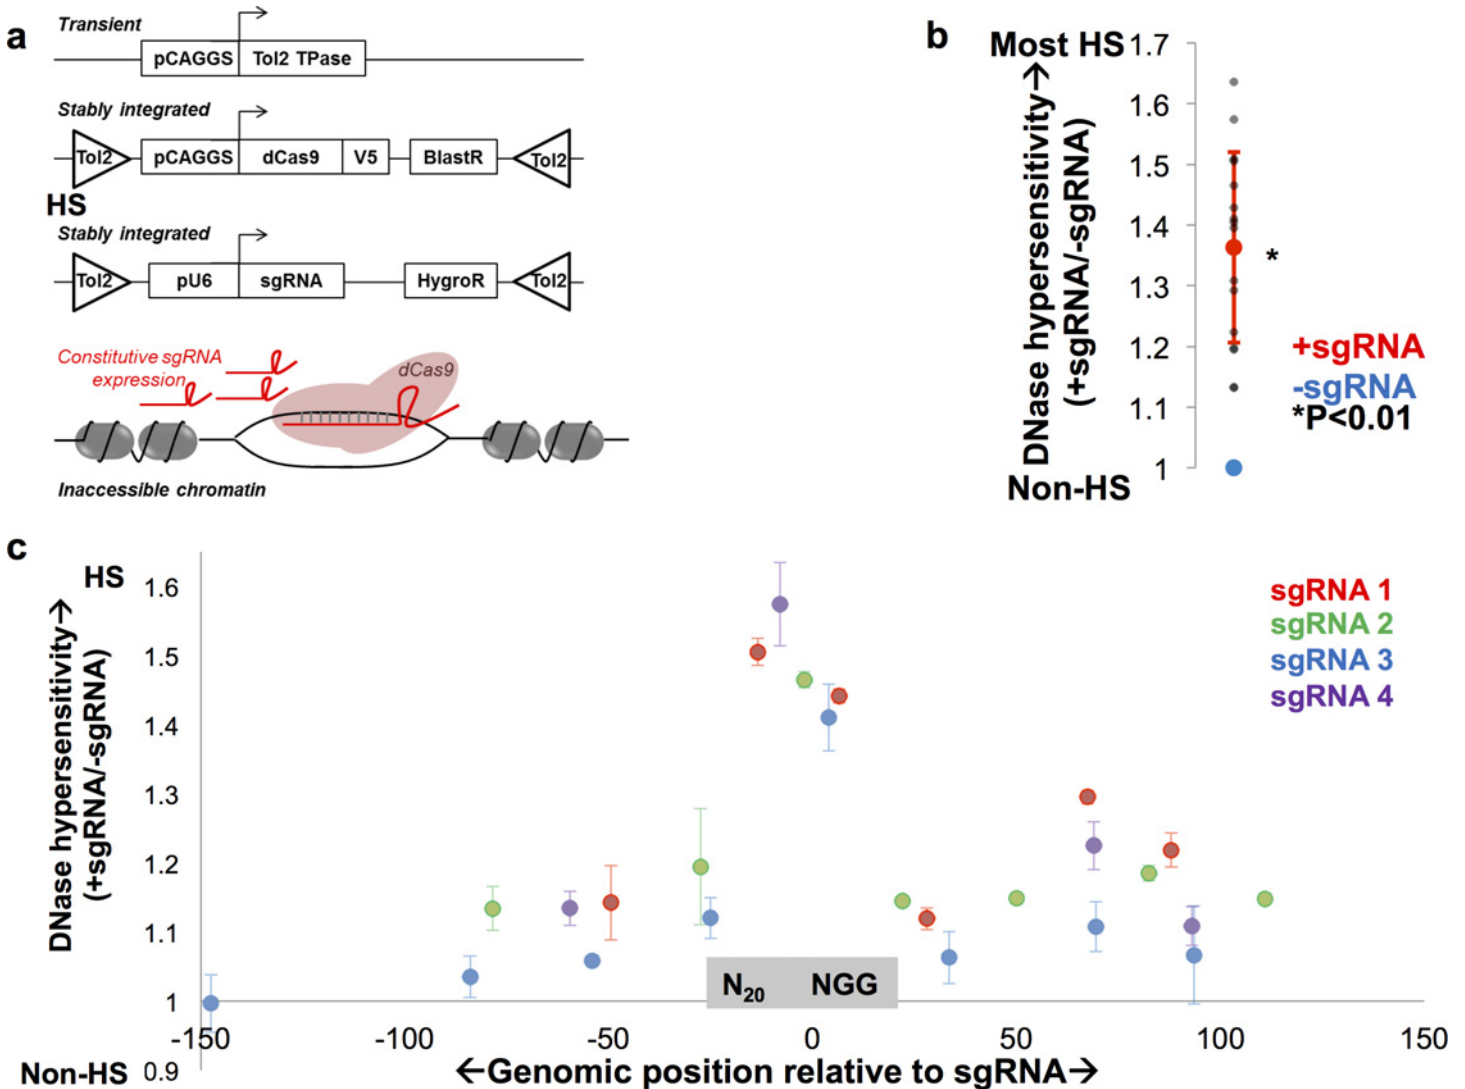 a
Transient
pCAGGS Tol2 TPase
Stably integrated
Tol2 pCAGGS dCas9 V5 BlastR Tol2
HS
Stably integrated
Tol2 pU6 sgRNA HygroR Tol2
Constitutive sgRNA
expression
dCas9
Inaccessible chromatin
b
Most HS
DNase hypersensitivity→
(+sgRNA/-sgRNA)
1.7
1.6
1.5
1.4
1.3
1.2
1.1
1
*
+sgRNA
-sgRNA
*P<0.01
Non-HS
c
HS
DNase hypersensitivity→
(+sgRNA/-sgRNA)
1.6
1.5
1.4
1.3
1.2
1.1
1
0.9
sgRNA 1
sgRNA 2
sgRNA 3
sgRNA 4
N20 NGG
-150 -100 -50 0 50 100 150
Non-HS
←Genomic position relative to sgRNA→